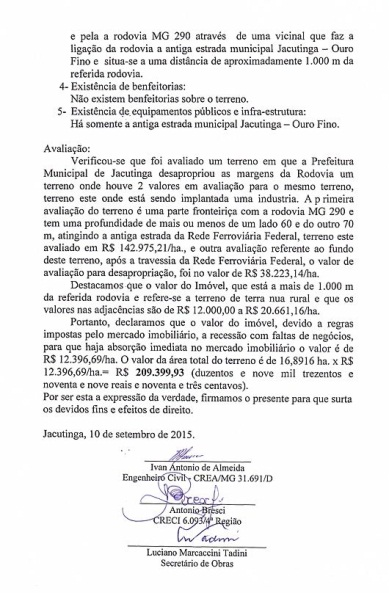 e pela a rodovia MG 290 através de uma vicinal que faz a
ligação da rodovia a antiga estrada municipal Jacutinga – Ouro
Fino e situa-se a uma distância de aproximadamente 1.000 m da
referida rodovia.
4- Existência de benfeitorias:
Não existem benfeitorias sobre o terreno.
5- Existência de equipamentos públicos e infra-estrutura:
Há somente a antiga estrada municipal Jacutinga – Ouro Fino.
Avaliação:
Verificou-se que foi avaliado um terreno em que a Prefeitura
Municipal de Jacutinga desapropriou as margens da Rodovia um
terreno onde houve 2 valores em avaliação para o mesmo terreno,
terreno este onde está sendo implantada uma industria. A p rimeira
avaliação do terreno é uma parte fronteiriça com a rodovia MG 290 e
tem uma profundidade de mais ou menos de um lado 60 e do outro 70
m, atingindo a antiga estrada da Rede Ferroviária Federal, terreno este
avaliado em R$ 142.975,21/ha., e outra avaliação referente ao fundo
deste terreno, após a travessia da Rede Ferroviária Federal, o valor de
avaliação para desapropriação, foi no valor de R$ 38.223,14/ha.
Destacamos que o valor do Imóvel, que está a mais de 1.000 m
da referida rodovia e refere-se a terreno de terra nua rural e que os
valores nas adjacências são de R$ 12.000,00 a R$ 20.661,16/ha.
Portanto, declaramos que o valor do imóvel, devido a regras
impostas pelo mercado imobiliário, a recessão com faltas de negócios,
para que haja absorção imediata no mercado imobiliário o valor é de
R$ 12.396,69/ha. O valor da área total do terreno é de 16,8916 ha. x R$
12.396,69/ha.= R$ 209.399,93 (duzentos e nove mil trezentos e
noventa e nove reais e noventa e três centavos).
Por ser esta a expressão da verdade, firmamos o presente para que surta
os devidos fins e efeitos de direito.
Jacutinga, 10 de setembro de 2015.
Ivan Antonio de Almeida
Engenheiro Civil - CREA/MG 31.691/D
Antonio Bresci
CRECI 6.093/4ª Região
Luciano Marcaccini Tadini
Secretário de Obras